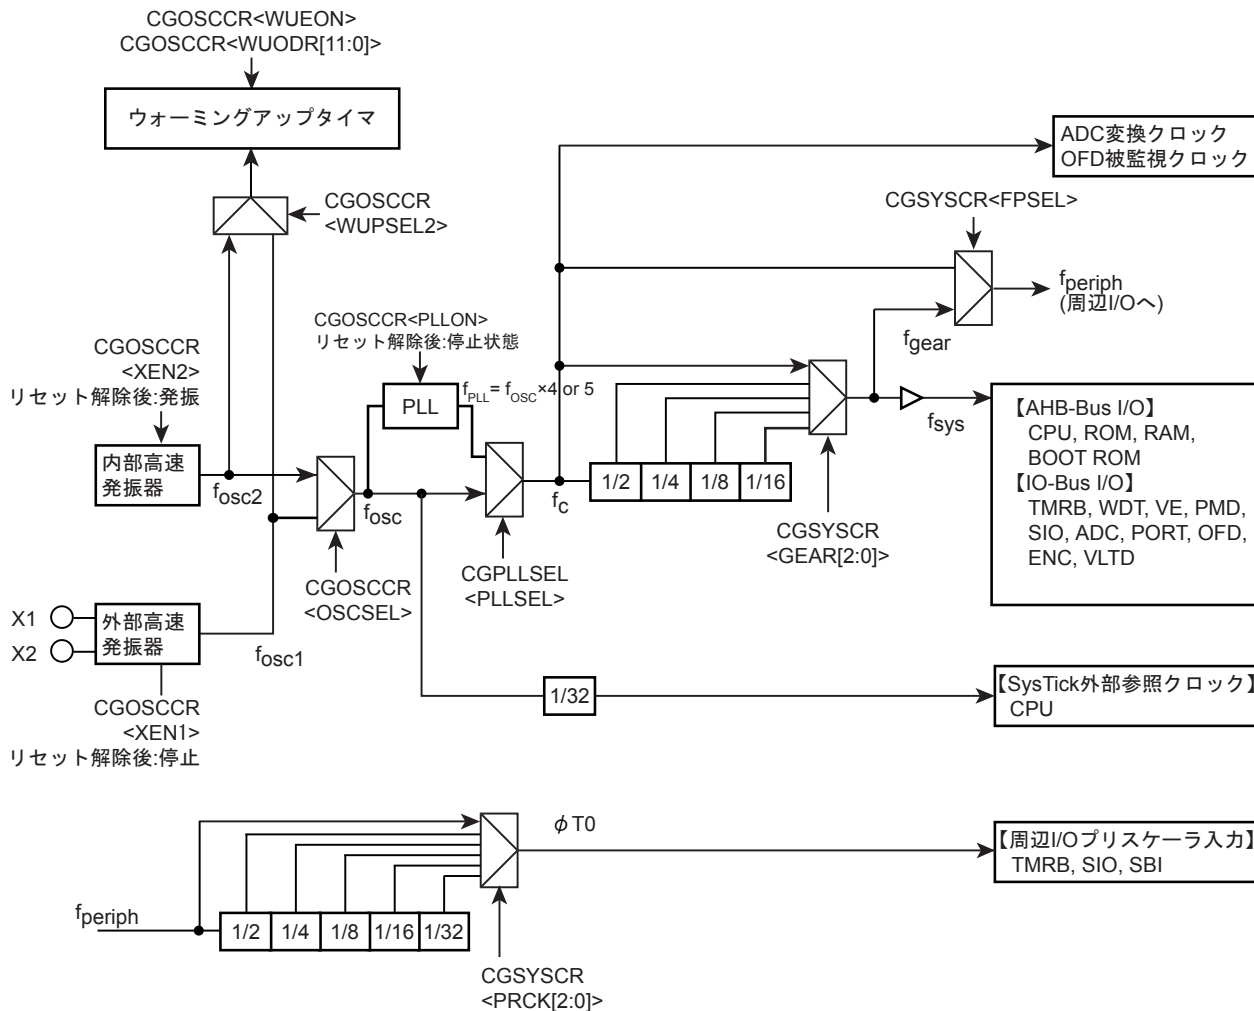 CGOSCCR<WUEON>
CGOSCCR<WUODR[11:0]>
ウォーミングアップタイマ
CGOSCCR
<WUPSEL2>
ADC変換クロック
OFD被監視クロック
CGSYSCR<FPSEL>
fperiph
(周辺I/Oへ)
fgear
CGOSCCR<PLLON>
リセット解除後:停止状態
PLL
fPLL= fOSC×4 or 5
CGOSCCR
<XEN2>
リセット解除後:発振
内部高速
発振器
fosc2
fosc
fc
1/2
1/4
1/8
1/16
fsys
【AHB-Bus I/O】
CPU, ROM, RAM,
BOOT ROM
【IO-Bus I/O】
TMRB, WDT, VE, PMD,
SIO, ADC, PORT, OFD,
ENC, VLTD
CGOSCCR
<OSCSEL>
CGPLLSEL
<PLLSEL>
CGSYSCR
<GEAR[2:0]>
X1
X2
外部高速
発振器
fosc1
CGOSCCR
<XEN1>
リセット解除後:停止
1/32
【SysTick外部参照クロック】
CPU
ϕT0
【周辺I/Oプリスケーラ入力】
TMRB, SIO, SBI
fperiph
1/2
1/4
1/8
1/16
1/32
CGSYSCR
<PRCK[2:0]>